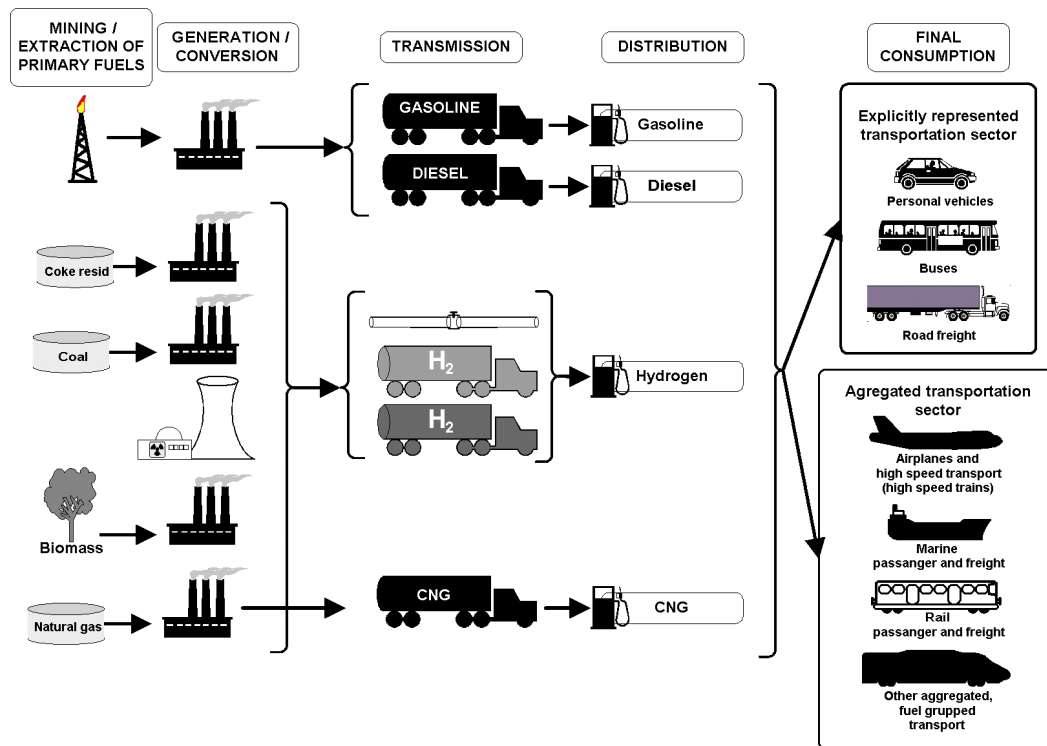 MINING /
EXTRACTION OF
PRIMARY FUELS
GENERATION /
CONVERSION
TRANSMISSION
DISTRIBUTION
FINAL
CONSUMPTION
GASOLINE
Gasoline
DIESEL
Diesel
Explicitly represented
transportation sector
Personal vehicles
Buses
Road freight
Coke resid
Coal
Biomass
Natural gas
H2
H2
Hydrogen
CNG
CNG
Agregated transportation
sector
Airplanes and
high speed transport
(high speed trains)
Marine
passanger and freight
Rail
passanger and freight
Other aggregated,
fuel grupped
transport